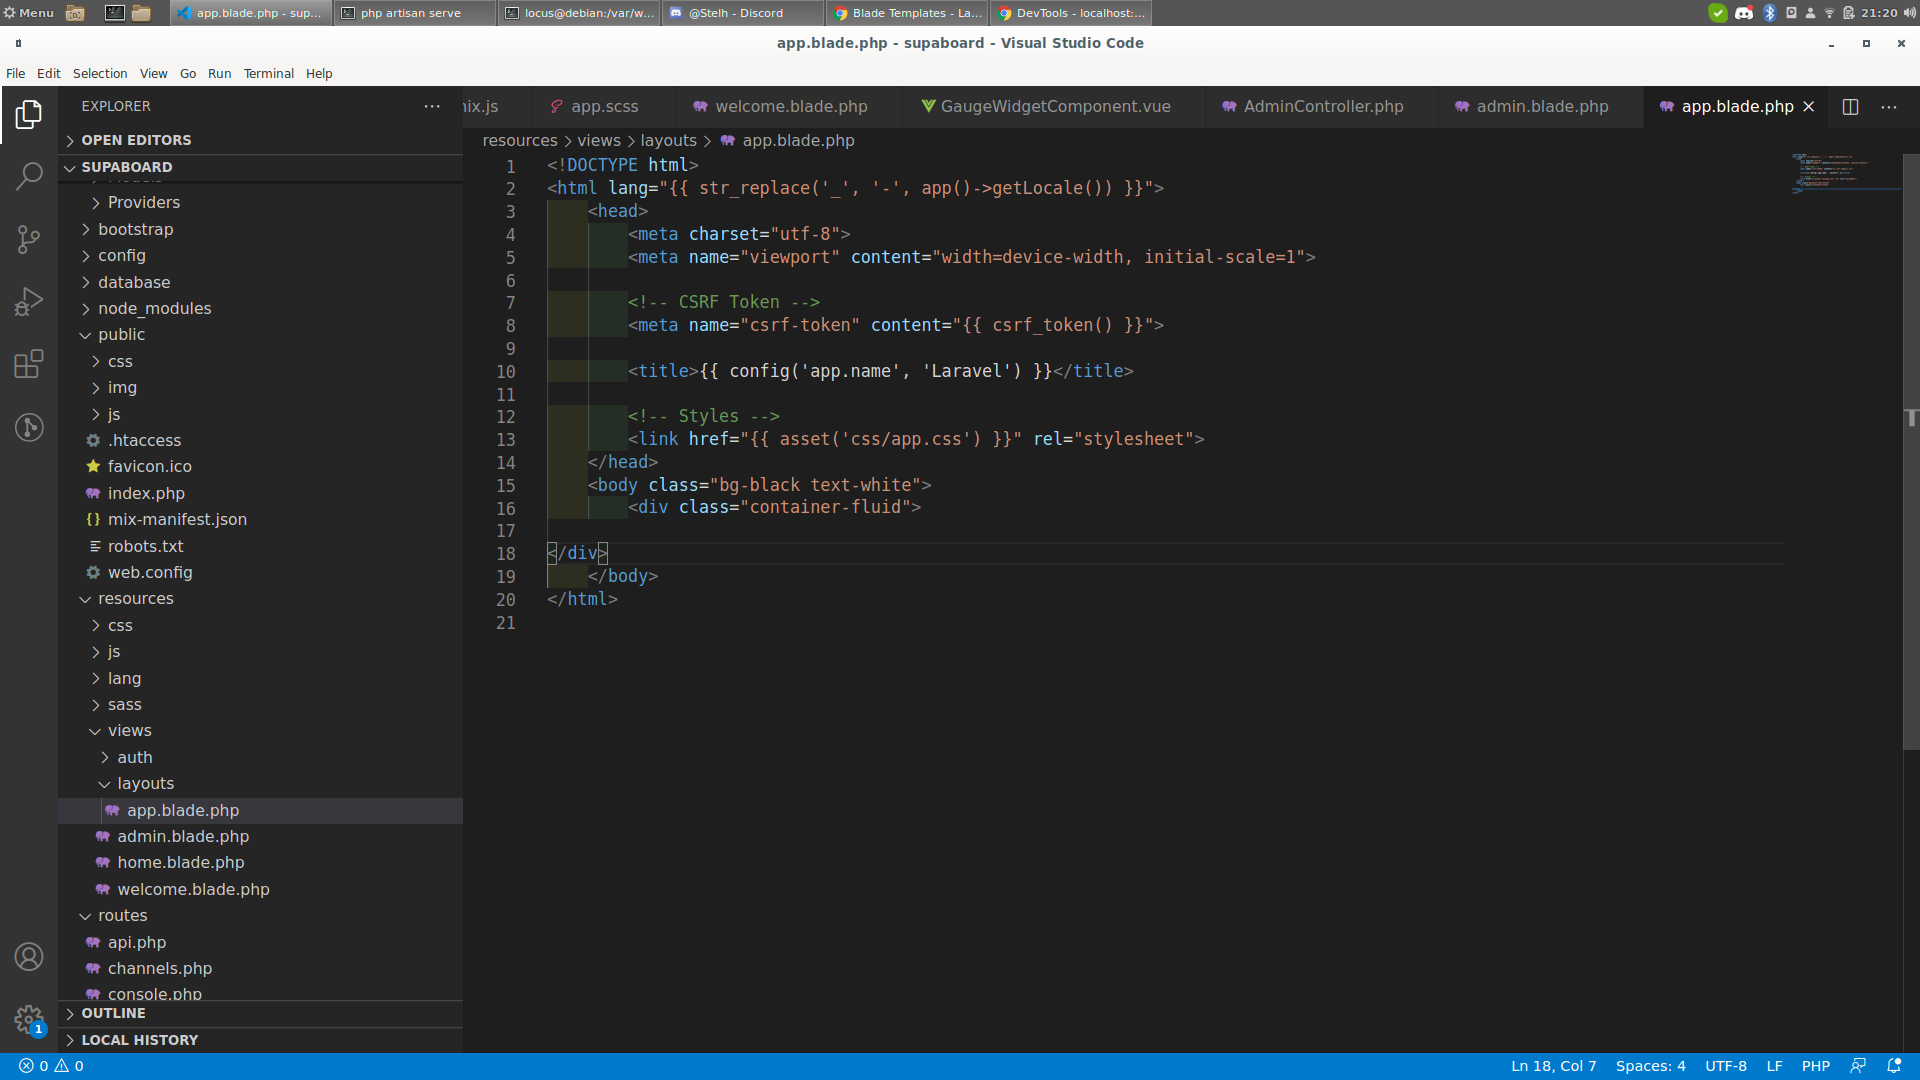 Menu
app.blade.php - sup...
php artisan serve
locus@debian:/var/w...
@Stelh - Discord
Blade Templates - La...
DevTools - localhost:...
21:20
app.blade.php - supaboard - Visual Studio Code
File Edit Selection View Go Run Terminal Help
EXPLORER
OPEN EDITORS
SUPABOARD
Providers
bootstrap
config
database
node_modules
public
css
img
js
.htaccess
favicon.ico
index.php
mix-manifest.json
robots.txt
web.config
resources
css
js
lang
sass
views
auth
layouts
app.blade.php
admin.blade.php
home.blade.php
welcome.blade.php
routes
api.php
channels.php
console.php
OUTLINE
LOCAL HISTORY
1
nix.js
app.scss
welcome.blade.php
GaugeWidgetComponent.vue
AdminController.php
admin.blade.php
app.blade.php
resources > views > layouts > app.blade.php
1 <!DOCTYPE html>
2 <html lang="{{ str_replace('_', '-', app()->getLocale()) }}">
3 <head>
4 <meta charset="utf-8">
5 <meta name="viewport" content="width=device-width, initial-scale=1">
6
7 <!-- CSRF Token -->
8 <meta name="csrf-token" content="{{ csrf_token() }}">
9
10 <title>{{ config('app.name', 'Laravel') }}</title>
11
12 <!-- Styles -->
13 <link href="{{ asset('css/app.css') }}" rel="stylesheet">
14 </head>
15 <body class="bg-black text-white">
16 <div class="container-fluid">
17
18 </div>
19 </body>
20 </html>
21
0 0
Ln 18, Col 7
Spaces: 4
UTF-8
LF
PHP